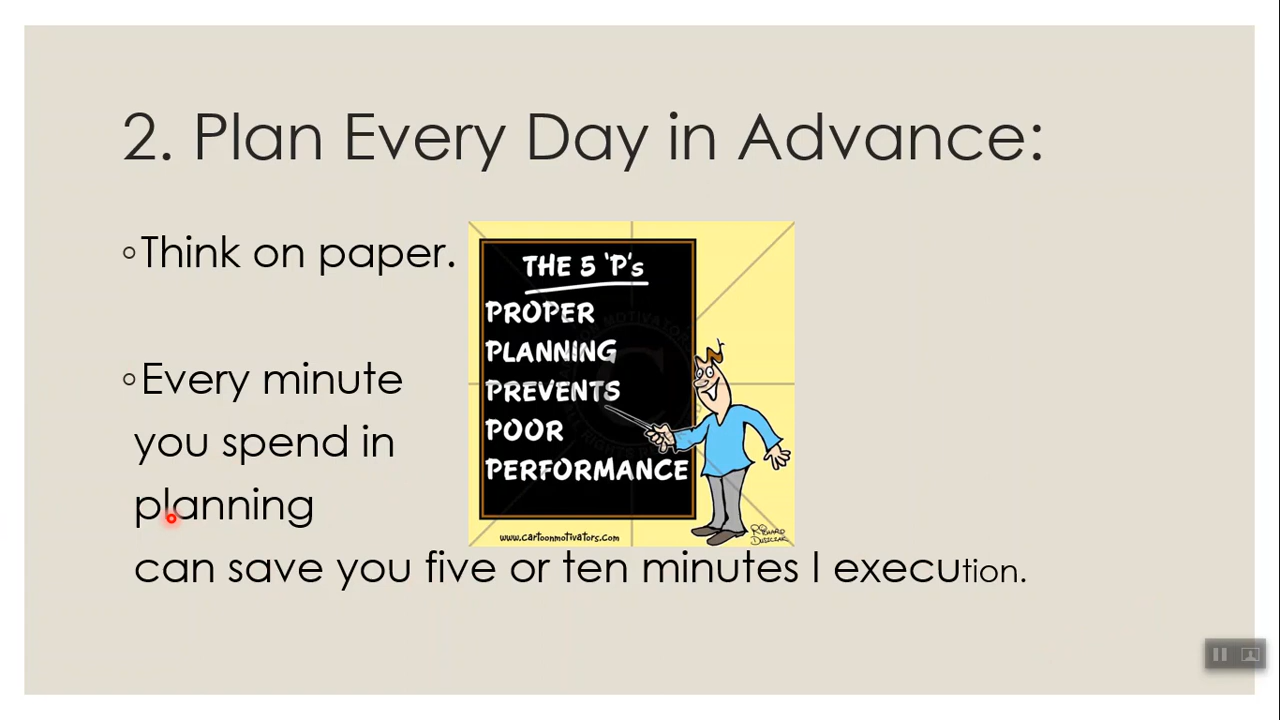 2. Plan Every Day in Advance:
◦Think on paper.
◦Every minute
you spend in
planning
can save you five or ten minutes I execution.
THE 5 'P's
PROPER
PLANNING
PREVENTS
POOR
PERFORMANCE
www.cartoonmotivators.com